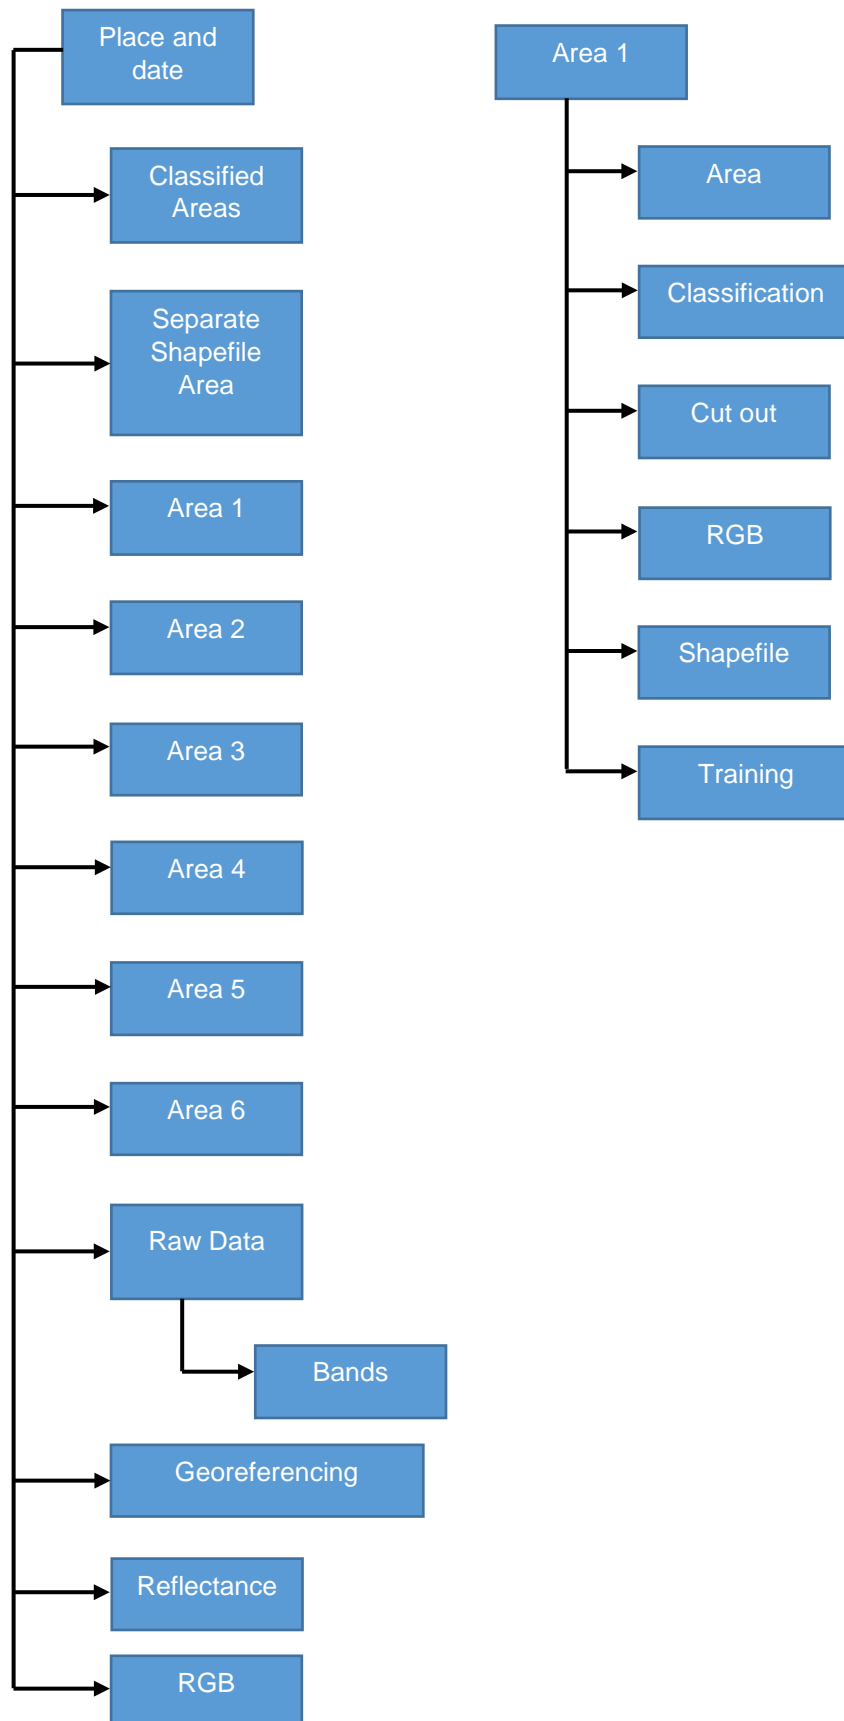 Place and
date
Classified
Areas
Separate
Shapefile
Area
Area 1
Area 2
Area 3
Area 4
Area 5
Area 6
Raw Data
Bands
Georeferencing
Reflectance
RGB
Area 1
Area
Classification
Cut out
RGB
Shapefile
Training